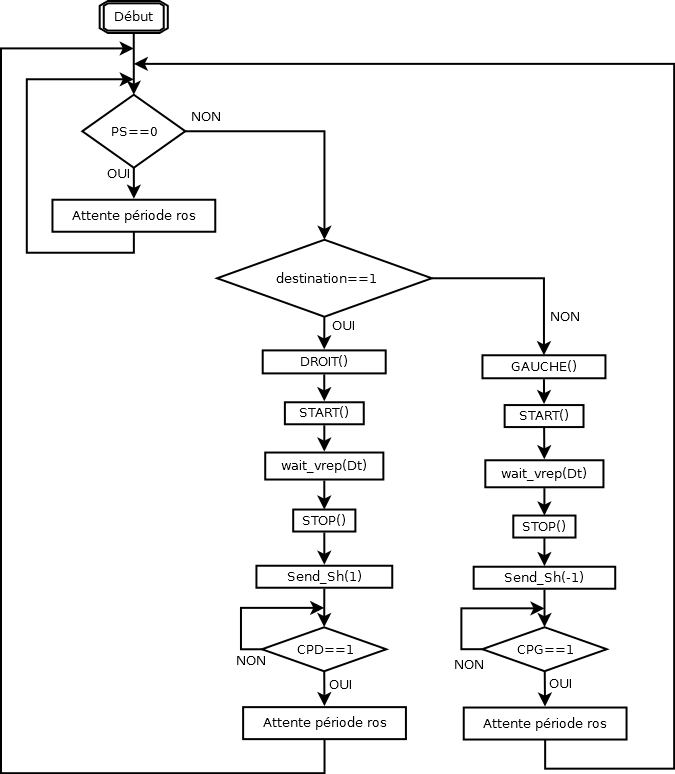 Début
PS==0
NON
OUI
Attente période ros
destination==1
OUI
NON
DROIT()
START()
wait_vrep(Dt)
STOP()
Send_Sh(1)
CPD==1
NON
OUI
Attente période ros
GAUCHE()
START()
wait_vrep(Dt)
STOP()
Send_Sh(-1)
CPG==1
NON
OUI
Attente période ros